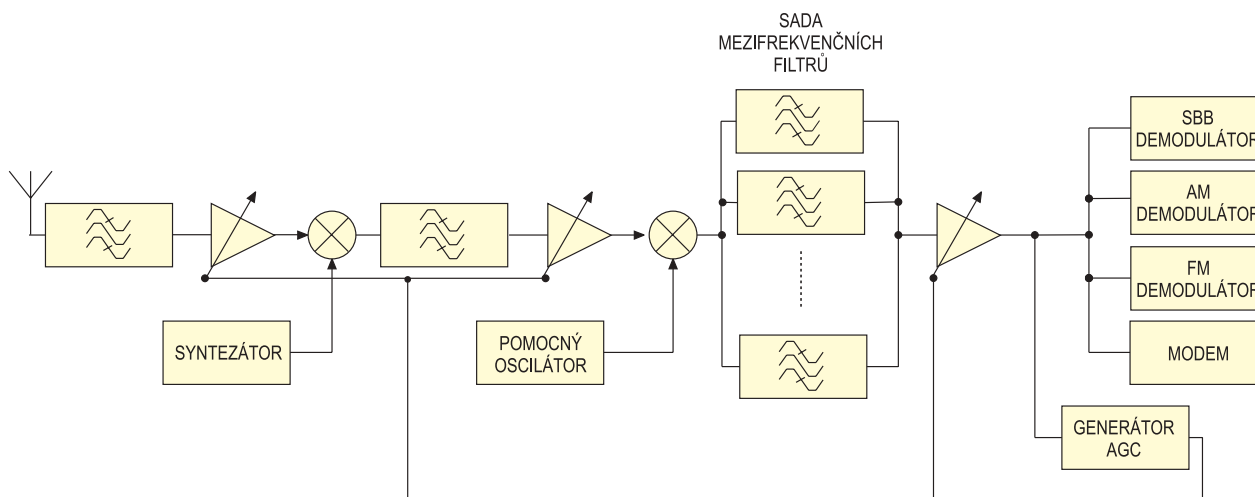 SADA
MEZIFREKVENČNÍCH
FILTRŮ
SBB
DEMODULÁTOR
AM
DEMODULÁTOR
FM
DEMODULÁTOR
SYNTEZÁTOR
POMOCNÝ
OSCILÁTOR
MODEM
GENERÁTOR
AGC